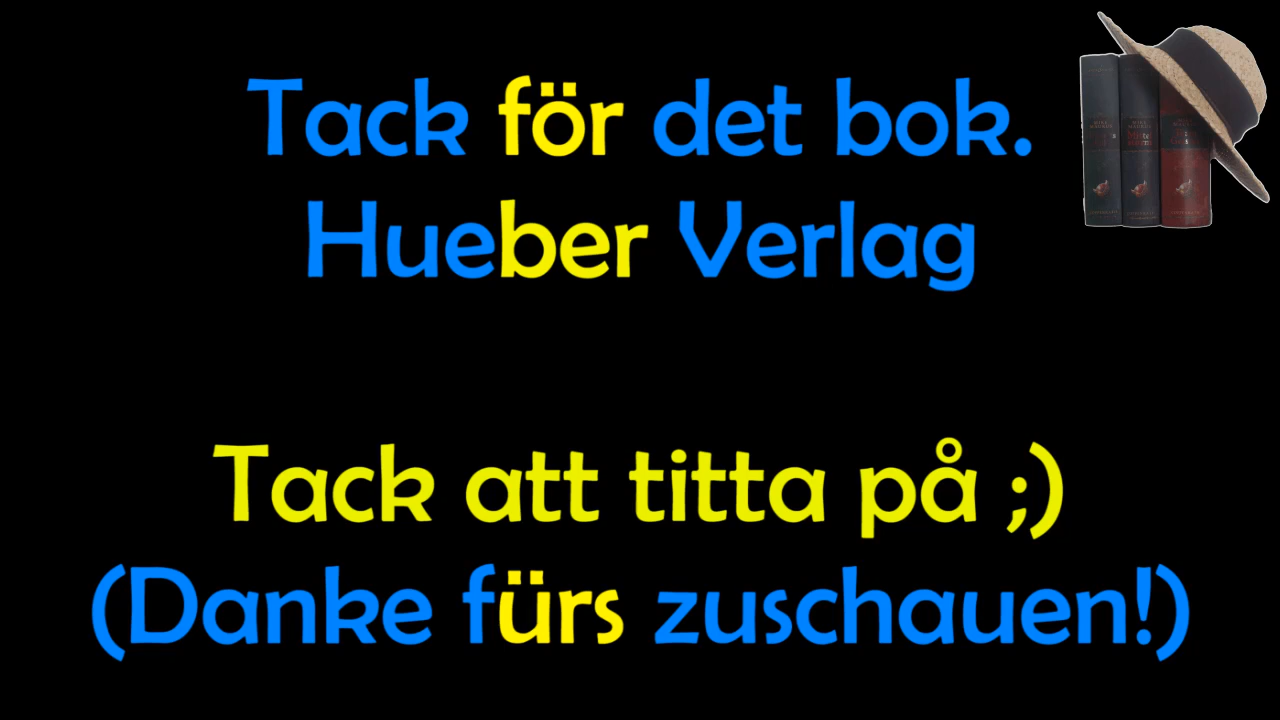 Tack för det bok.
Hueber Verlag
Tack att titta på ;)
(Danke fürs zuschauen!)